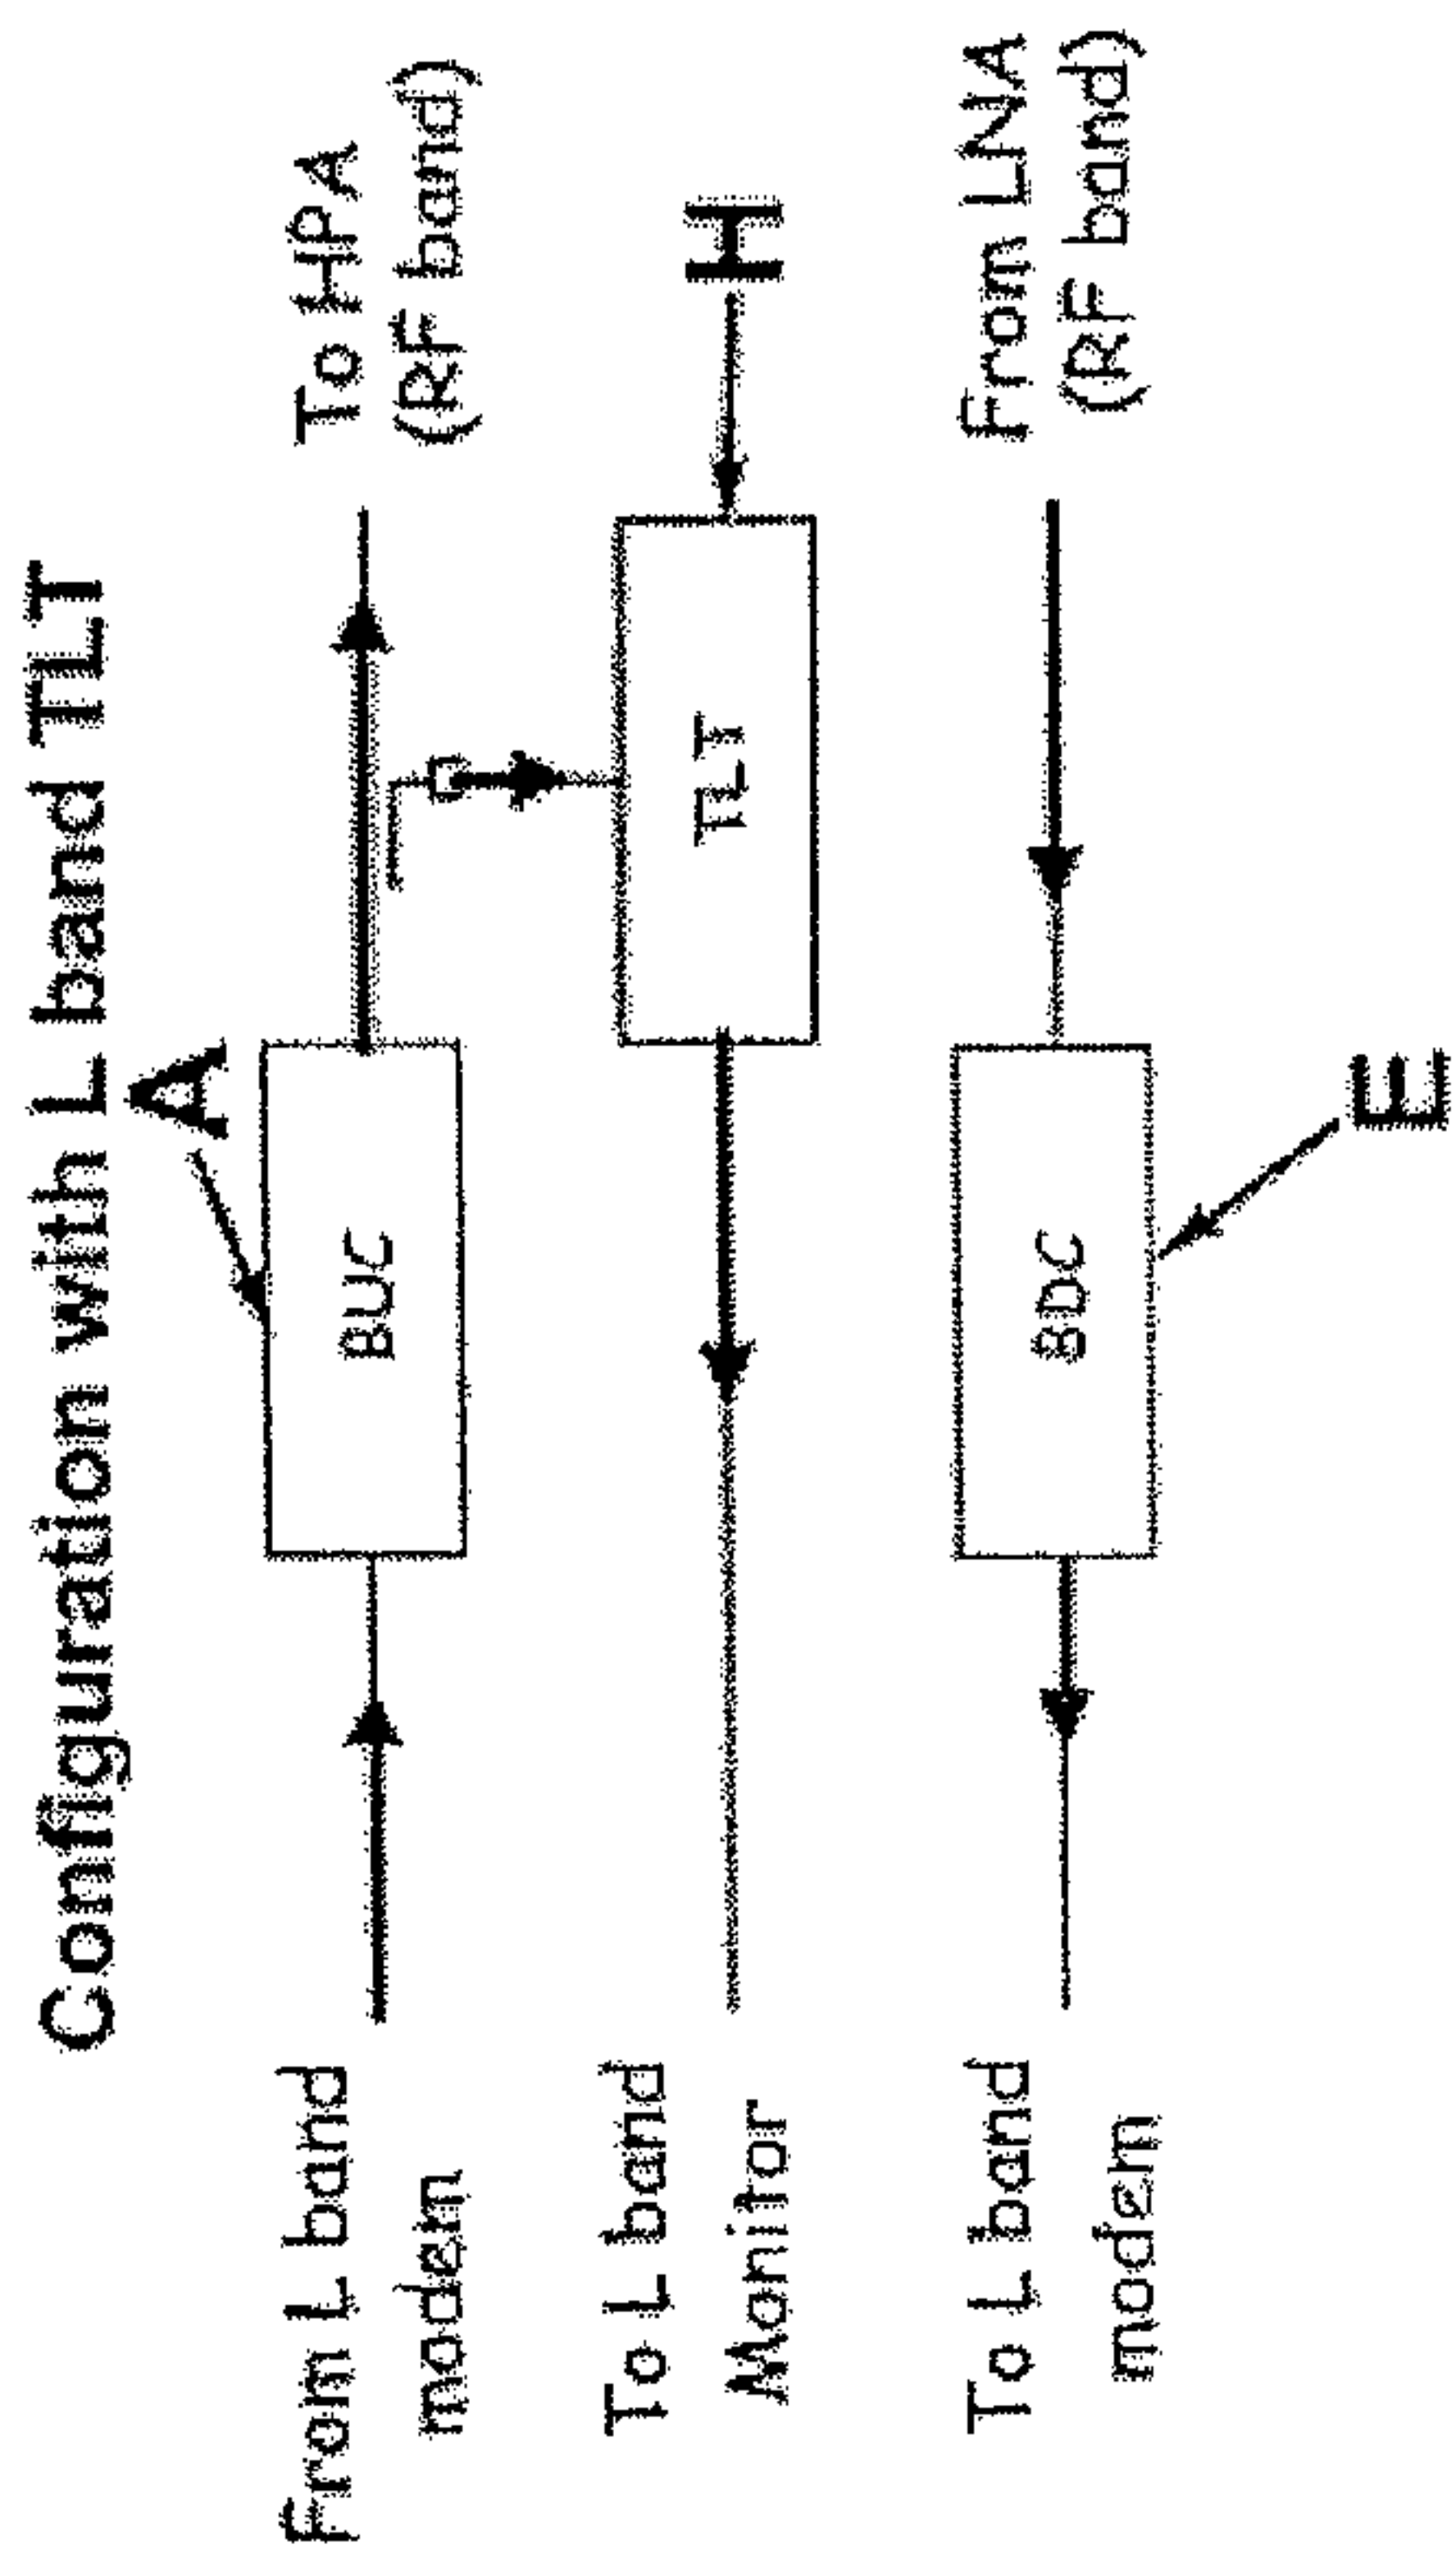 Configuration with L band TLT
A
From L band
modem
BUC
To HPA
(RF band)
To L band
Monitor
TLT
H
To L band
modem
BDC
From LNA
(RF band)
E